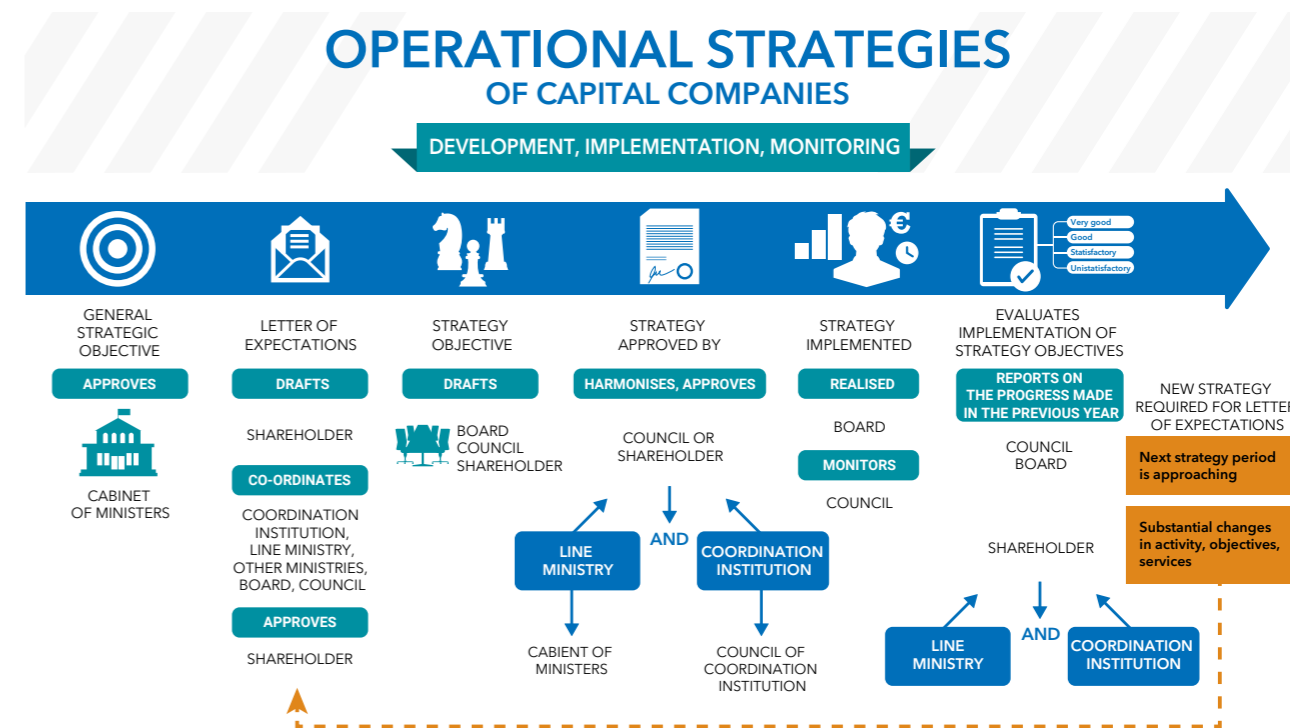 OPERATIONAL STRATEGIES
OF CAPITAL COMPANIES
DEVELOPMENT, IMPLEMENTATION, MONITORING
Very good
Good
Statisfactory
Unistatisfactory
GENERAL
STRATEGIC
OBJECTIVE
APPROVES
CABINET
OF MINISTERS
LETTER OF
EXPECTATIONS
DRAFTS
SHAREHOLDER
CO-ORDINATES
COORDINATION
INSTITUTION,
LINE MINISTRY,
OTHER MINISTRIES,
BOARD, COUNCIL
APPROVES
SHAREHOLDER
STRATEGY
OBJECTIVE
DRAFTS
BOARD
COUNCIL
SHAREHOLDER
STRATEGY
APPROVED BY
HARMONISES, APPROVES
COUNCIL OR
SHAREHOLDER
LINE
MINISTRY
AND
COORDINATION
INSTITUTION
CABIENT OF
MINISTERS
COUNCIL OF
COORDINATION
INSTITUTION
STRATEGY
IMPLEMENTED
REALISED
BOARD
MONITORS
COUNCIL
EVALUATES
IMPLEMENTATION OF
STRATEGY OBJECTIVES
REPORTS ON
THE PROGRESS MADE
IN THE PREVIOUS YEAR
COUNCIL
BOARD
SHAREHOLDER
LINE
MINISTRY
AND
COORDINATION
INSTITUTION
NEW STRATEGY
REQUIRED FOR LETTER
OF EXPECTATIONS
Next strategy period
is approaching
Substantial changes
in activity, objectives,
services